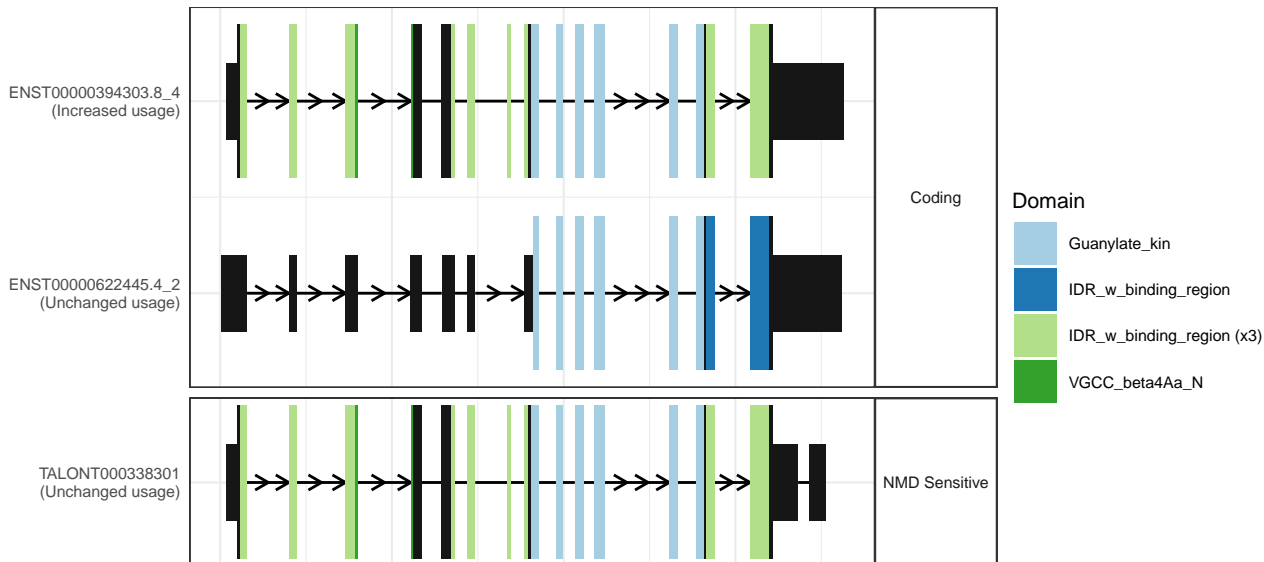 ENST00000394303.8_4
(Increased usage)
Coding
ENST00000622445.4_2
(Unchanged usage)
TALONT000338301
(Unchanged usage)
NMD Sensitive
Domain
Guanylate_kin
IDR_w_binding_region
IDR_w_binding_region (x3)
VGCC_beta4Aa_N